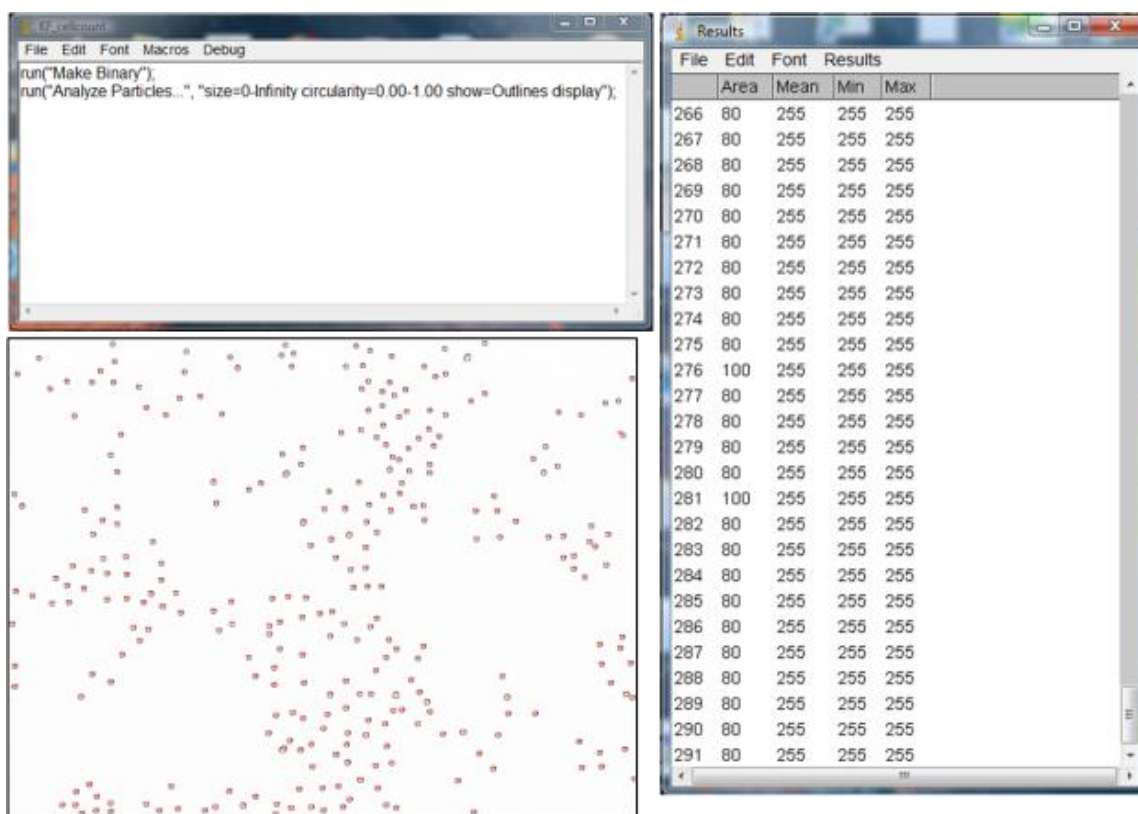 KF_cellcount
File Edit Font Macros Debug
run("Make Binary");
run("Analyze Particles...", "size=0-Infinity circularity=0.00-1.00 show=Outlines display");
Results
File Edit Font Results
Area Mean Min Max
266 80 255 255 255
267 80 255 255 255
268 80 255 255 255
269 80 255 255 255
270 80 255 255 255
271 80 255 255 255
272 80 255 255 255
273 80 255 255 255
274 80 255 255 255
275 80 255 255 255
276 100 255 255 255
277 80 255 255 255
278 80 255 255 255
279 80 255 255 255
280 80 255 255 255
281 100 255 255 255
282 80 255 255 255
283 80 255 255 255
284 80 255 255 255
285 80 255 255 255
286 80 255 255 255
287 80 255 255 255
288 80 255 255 255
289 80 255 255 255
290 80 255 255 255
291 80 255 255 255